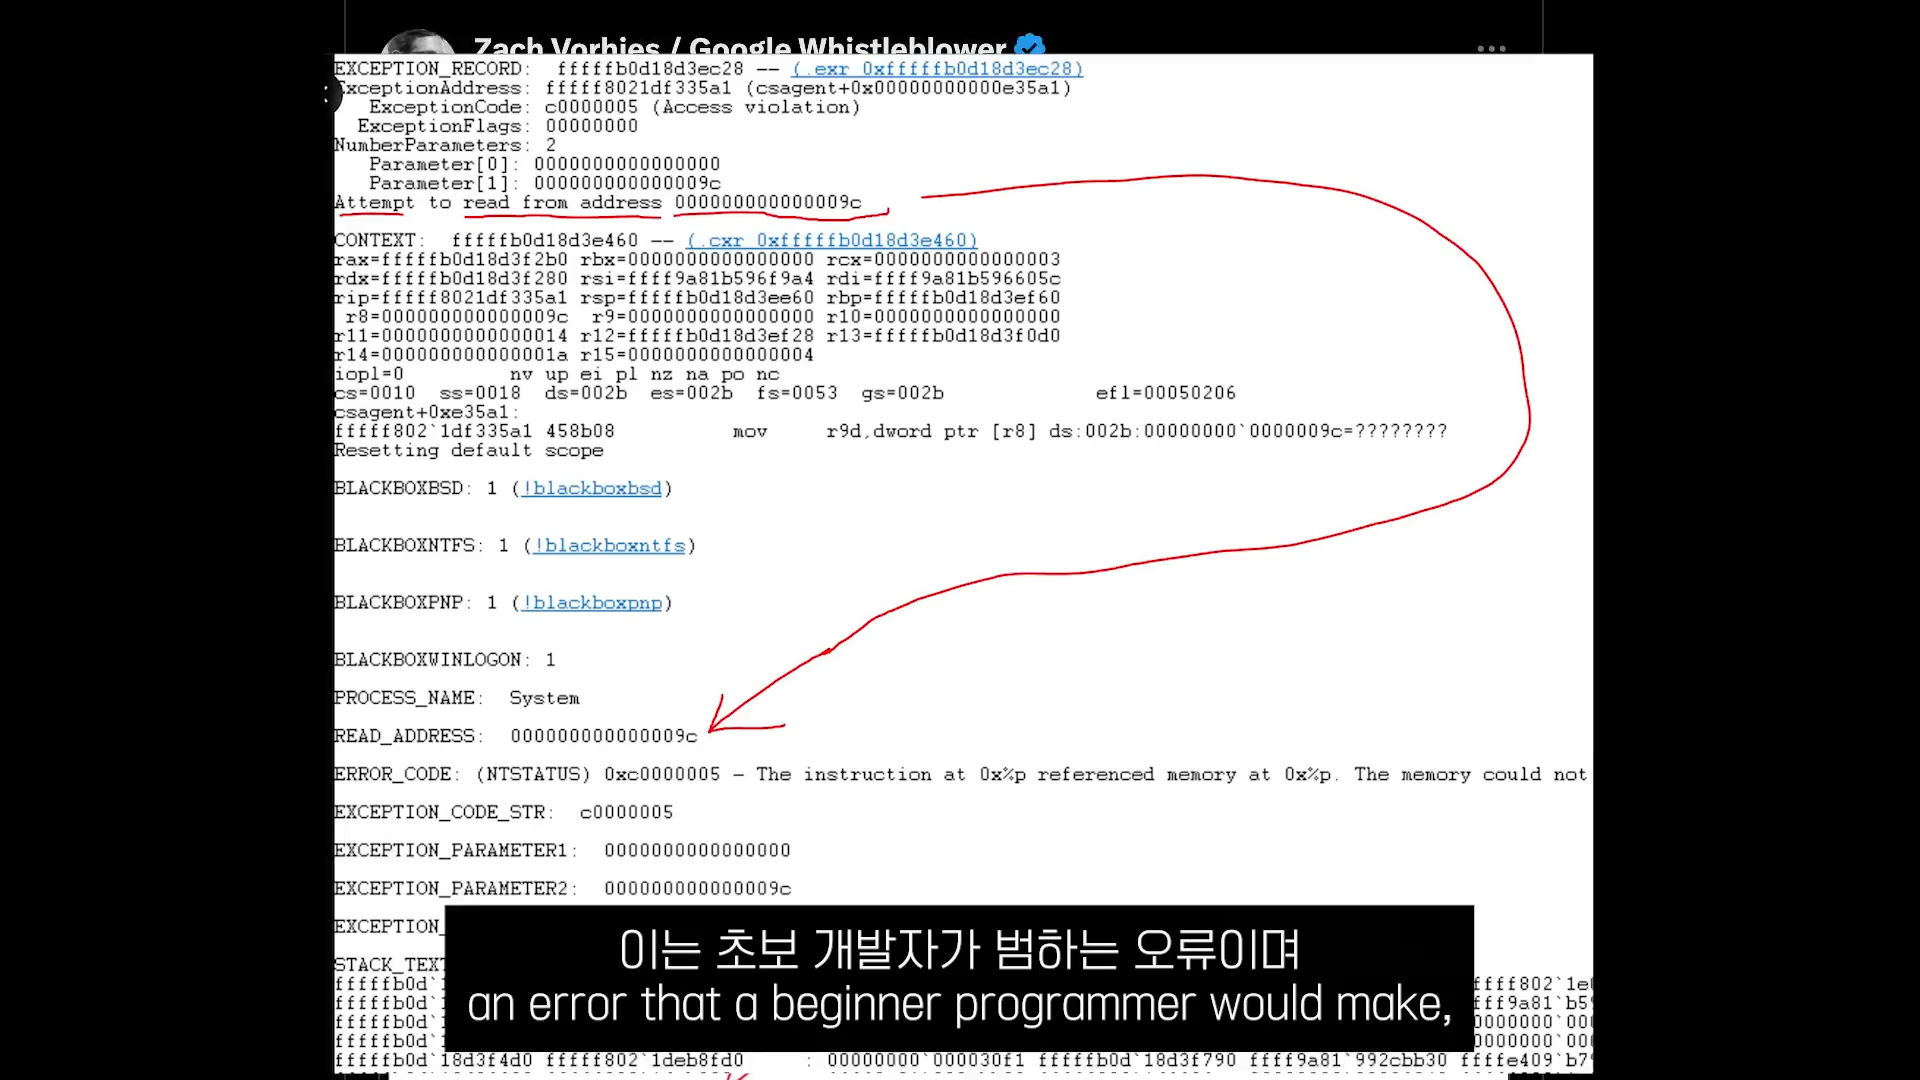 Zach Vorhies / Google Whistleblower
EXCEPTION_RECORD:  fffffb0d18d3ec28 -- (.exr 0xfffffb0d18d3ec28)
ExceptionAddress: fffff8021df335a1 (csagent+0x00000000000e35a1)
ExceptionCode: c0000005 (Access violation)
ExceptionFlags: 00000000
NumberParameters: 2
Parameter[0]: 0000000000000000
Parameter[1]: 000000000000009c
Attempt to read from address 000000000000009c
CONTEXT:  fffffb0d18d3e460 -- (.cxr 0xfffffb0d18d3e460)
rax=fffffb0d18d3f2b0 rbx=0000000000000000 rcx=0000000000000003
rdx=fffffb0d18d3f280 rsi=ffff9a81b596f9a4 rdi=ffff9a81b596605c
rip=fffff8021df335a1 rsp=fffffb0d18d3ee60 rbp=fffffb0d18d3ef60
r8=000000000000009c  r9=0000000000000000 r10=0000000000000000
r11=0000000000000014 r12=fffffb0d18d3ef28 r13=fffffb0d18d3f0d0
r14=000000000000001a r15=0000000000000004
iopl=0         nv up ei pl nz na po nc
cs=0010  ss=0018  ds=002b  es=002b  fs=0053  gs=002b             efl=00050206
csagent+0xe35a1:
fffff802`1df335a1 458b08          mov     r9d,dword ptr [r8] ds:002b:00000000`0000009c=????????
Resetting default scope
BLACKBOXBSD: 1 (!blackboxbsd)
BLACKBOXNTFS: 1 (!blackboxntfs)
BLACKBOXPNP: 1 (!blackboxpnp)
BLACKBOXWINLOGON: 1
PROCESS_NAME:  System
READ_ADDRESS:  000000000000009c
ERROR_CODE: (NTSTATUS) 0xc0000005 - The instruction at 0x%p referenced memory at 0x%p. The memory could not
EXCEPTION_CODE_STR:  c0000005
EXCEPTION_PARAMETER1:  0000000000000000
EXCEPTION_PARAMETER2:  000000000000009c
EXCEPTION_
이는 초보 개발자가 범하는 오류이며
STACK_TEXT
an error that a beginner programmer would make,
fffffb0d`18d3f4d0 fffff802`1deb8fd0     : 00000000`000030f1 fffffb0d`18d3f790 ffff9a81`992cbb30 ffffe409`b7